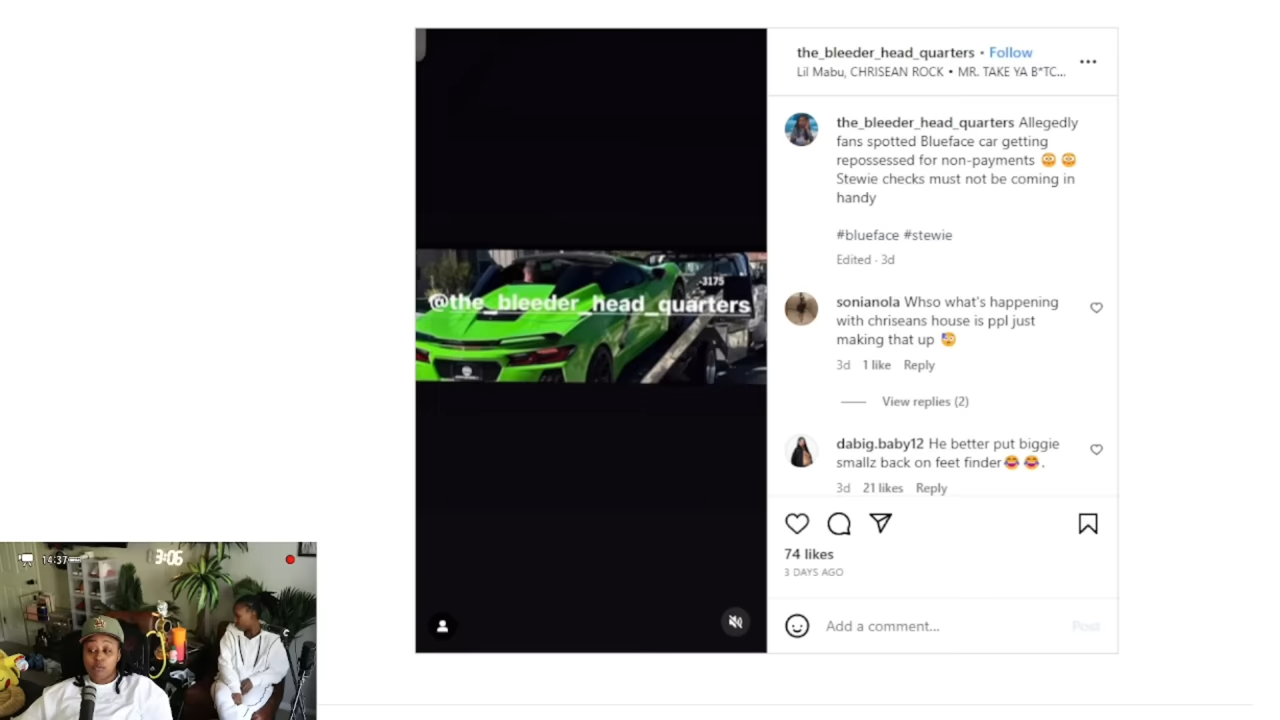 the_bleeder_head_quarters • Follow
Lil Mabu, CHRISEAN ROCK • MR. TAKE YA B*TC...
the_bleeder_head_quarters Allegedly
fans spotted Blueface car getting
repossessed for non-payments
Stewie checks must not be coming in
handy
#blueface #stewie
Edited · 3d
sonianola Whso what's happening
with chriseans house is ppl just
making that up
3d 1 like Reply
View replies (2)
dabig.baby12 He better put biggie
smallz back on feet finder😂😂.
3d 21 likes Reply
74 likes
3 DAYS AGO
Add a comment... Post
-3175
@the_bleeder_head_quarters
14:37
3:06